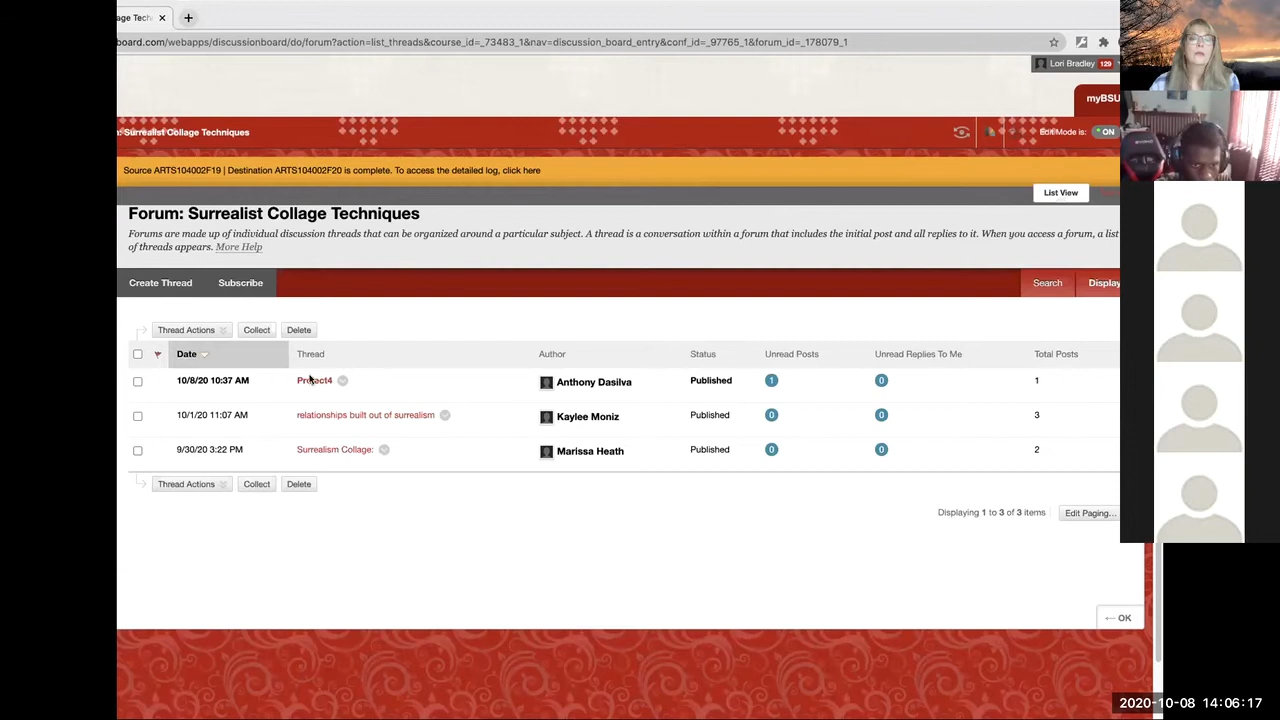 age Tech
board.com/webapps/discussionboard/do/forum?action=list_threads&course_id=_73483_1&nav=discussion_board_entry&conf_id=_97765_1&forum_id=_178079_1
Lori Bradley 129
myBSU
n: Surrealist Collage Techniques
Edit Mode is: ON
Source ARTS104002F19 | Destination ARTS104002F20 is complete. To access the detailed log, click here
List View
Forum: Surrealist Collage Techniques
Forums are made up of individual discussion threads that can be organized around a particular subject. A thread is a conversation within a forum that includes the initial post and all replies to it. When you access a forum, a list
of threads appears. More Help
Create Thread Subscribe Search Display
Thread Actions Collect Delete
Date Thread Author Status Unread Posts Unread Replies To Me Total Posts
10/8/20 10:37 AM Project4 Anthony Dasilva Published 1 0 1
10/1/20 11:07 AM relationships built out of surrealism Kaylee Moniz Published 0 0 3
9/30/20 3:22 PM Surrealism Collage: Marissa Heath Published 0 0 2
Thread Actions Collect Delete
Displaying 1 to 3 of 3 items Edit Paging...
← OK
2020-10-08 14:06:17